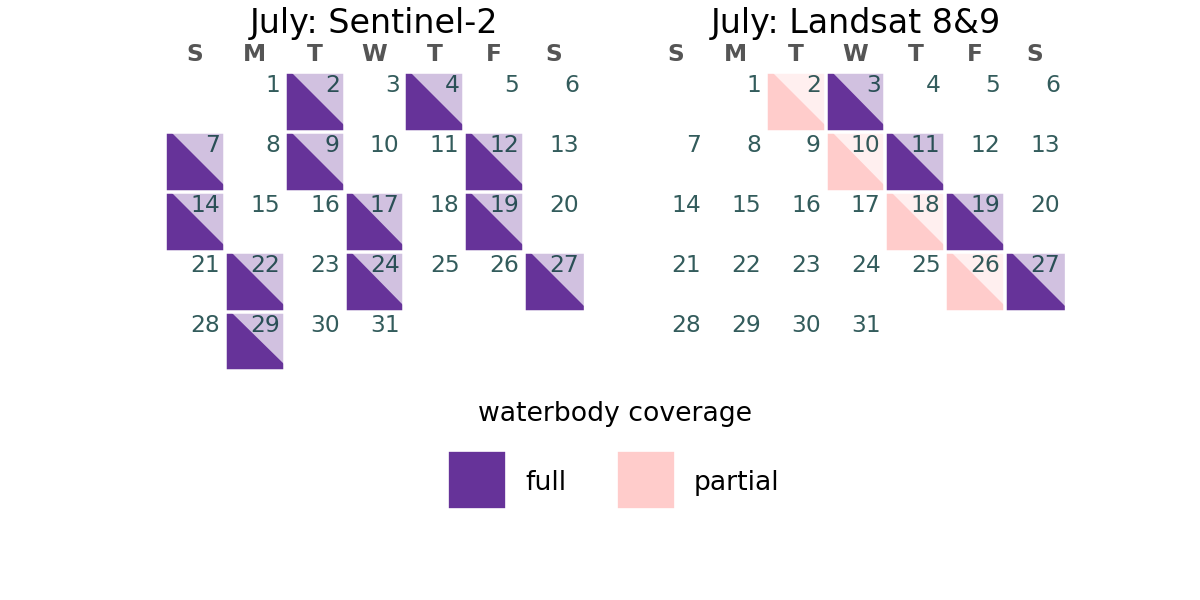 July: Sentinel-2
S M T W T F S
1 2 3 4 5 6
7 8 9 10 11 12 13
14 15 16 17 18 19 20
21 22 23 24 25 26 27
28 29 30 31
July: Landsat 8&9
S M T W T F S
1 2 3 4 5 6
7 8 9 10 11 12 13
14 15 16 17 18 19 20
21 22 23 24 25 26 27
28 29 30 31
waterbody coverage
full
partial